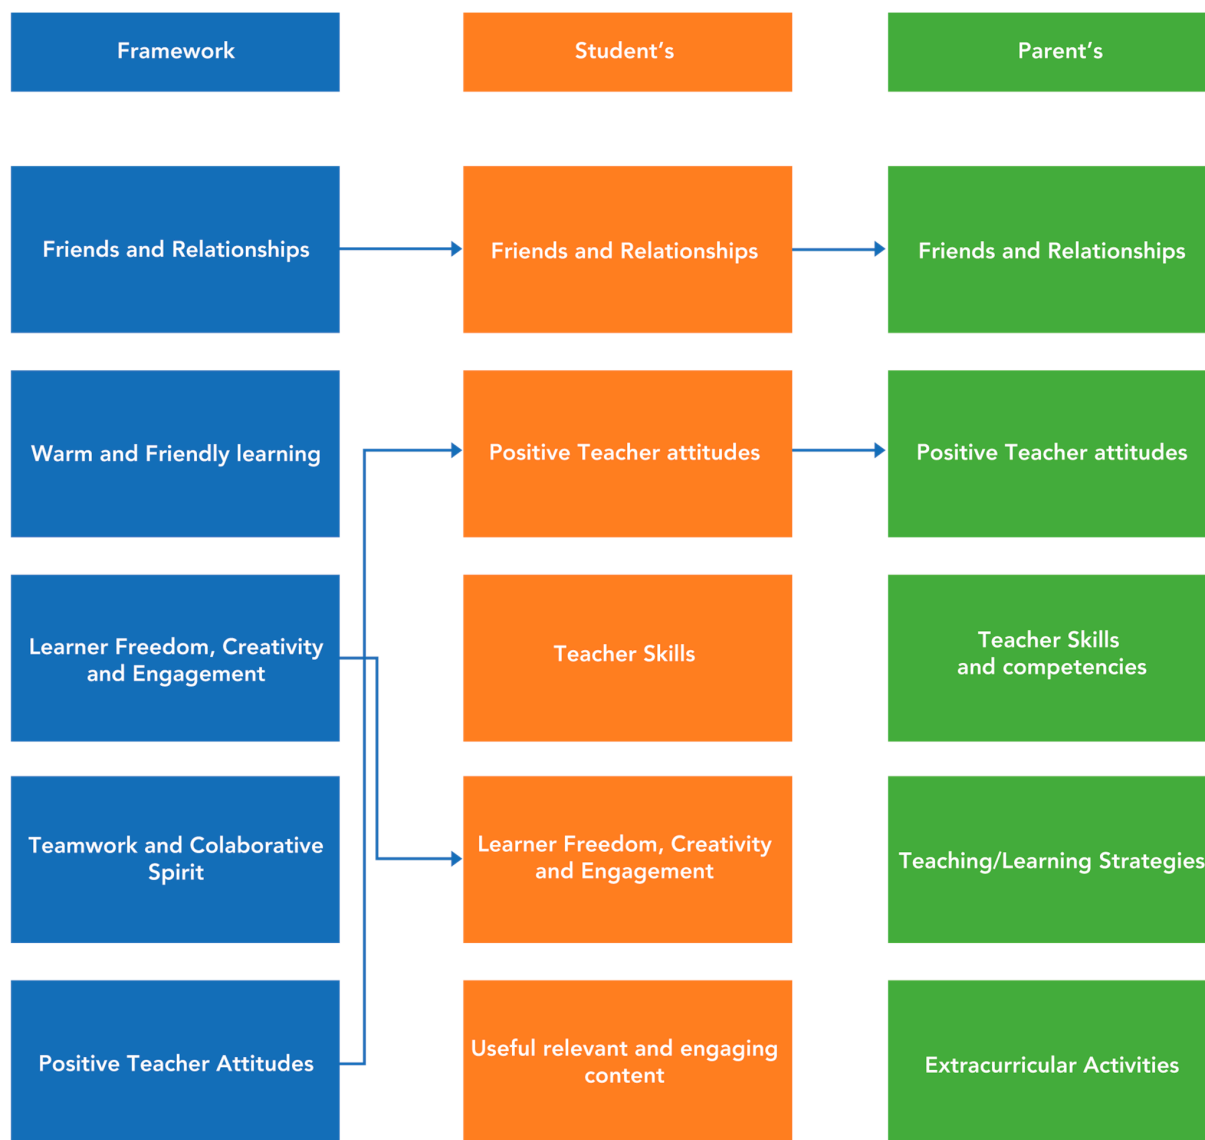 Framework
Student's
Parent's
Friends and Relationships
Friends and Relationships
Friends and Relationships
Warm and Friendly learning
Positive Teacher attitudes
Positive Teacher attitudes
Learner Freedom, Creativity
and Engagement
Teacher Skills
Teacher Skills
and competencies
Teamwork and Colaborative
Spirit
Learner Freedom, Creativity
and Engagement
Teaching/Learning Strategies
Positive Teacher Attitudes
Useful relevant and engaging
content
Extracurricular Activities